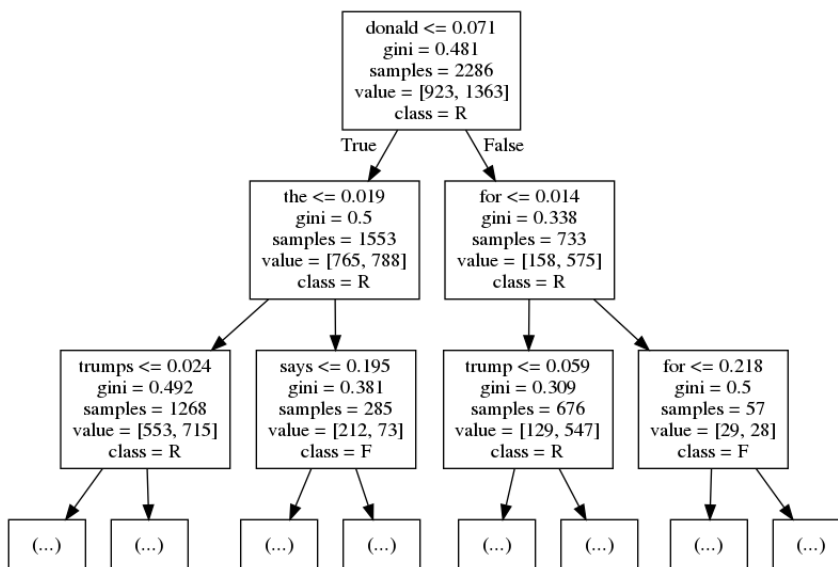 donald <= 0.071
gini = 0.481
samples = 2286
value = [923, 1363]
class = R
True
False
the <= 0.019
gini = 0.5
samples = 1553
value = [765, 788]
class = R
for <= 0.014
gini = 0.338
samples = 733
value = [158, 575]
class = R
trumps <= 0.024
gini = 0.492
samples = 1268
value = [553, 715]
class = R
says <= 0.195
gini = 0.381
samples = 285
value = [212, 73]
class = F
trump <= 0.059
gini = 0.309
samples = 676
value = [129, 547]
class = R
for <= 0.218
gini = 0.5
samples = 57
value = [29, 28]
class = F
(...)
(...)
(...)
(...)
(...)
(...)
(...)
(...)